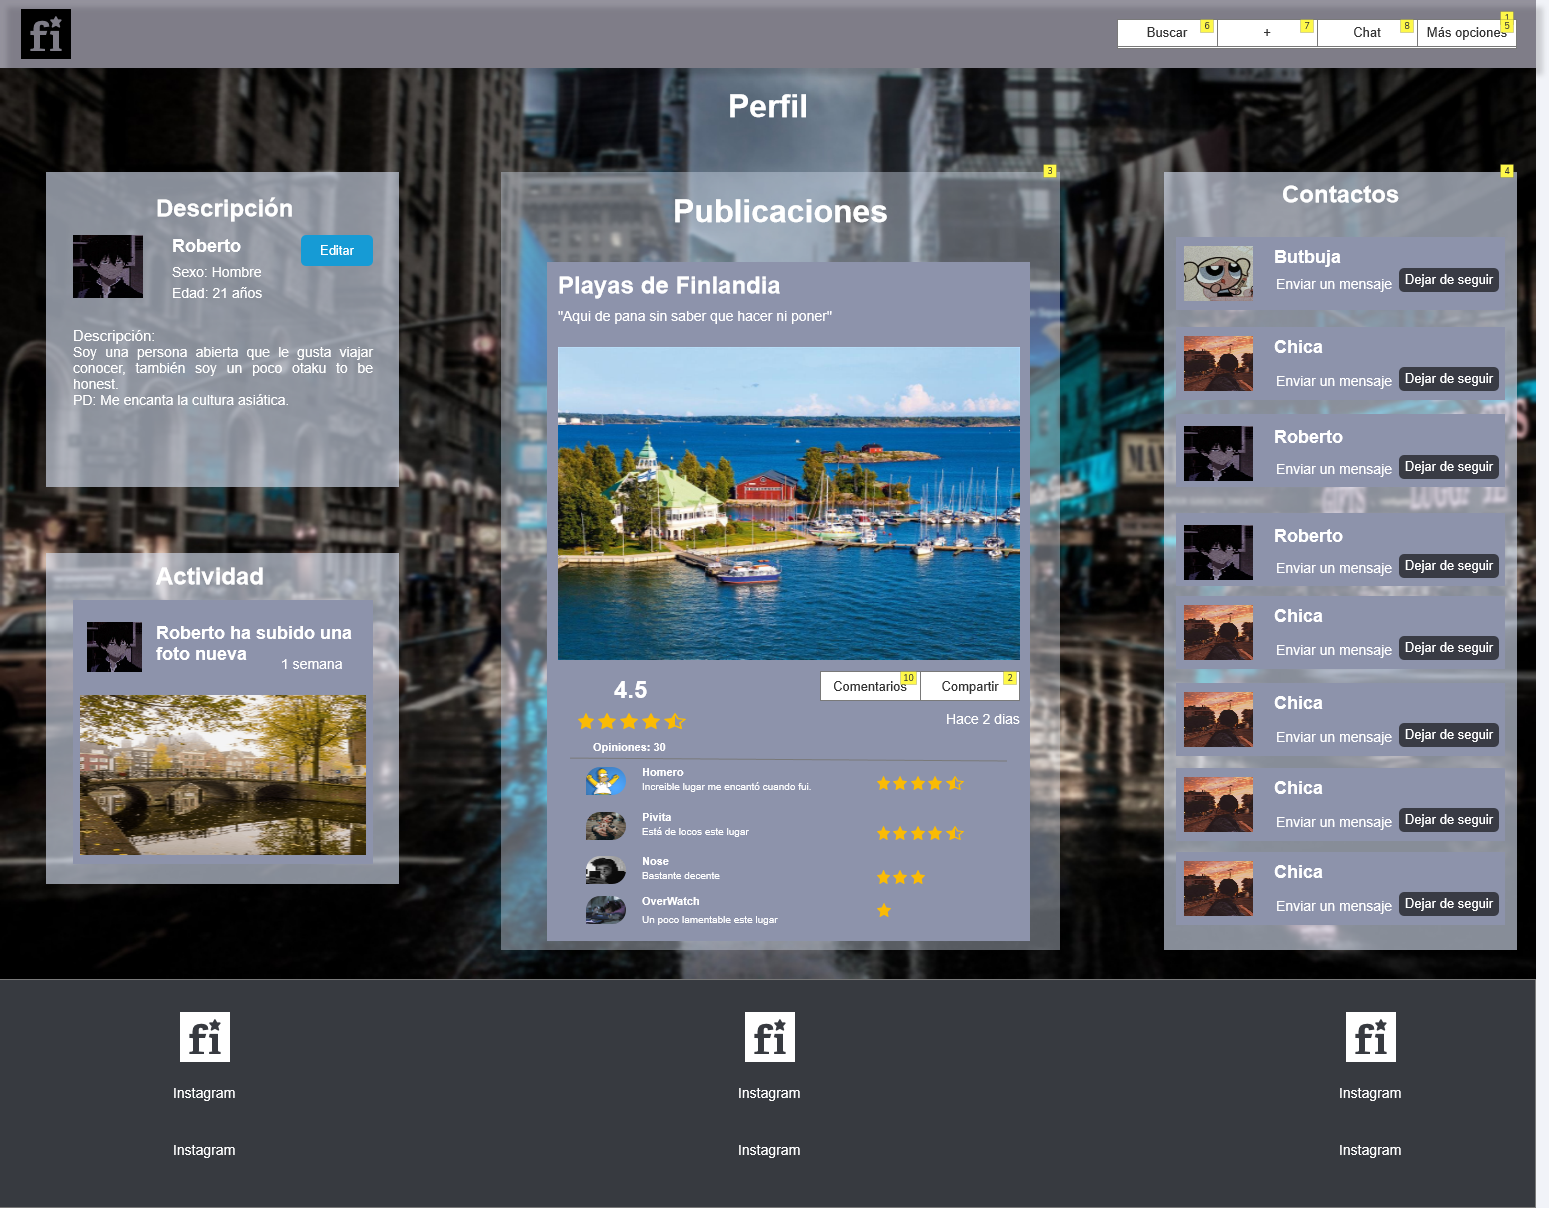 fi
Buscar 6
+ 7
Chat 8
Más opciones 1 5
Perfil
Descripción
Roberto
Editar
Sexo: Hombre
Edad: 21 años
Descripción:
Soy una persona abierta que le gusta viajar
conocer, también soy un poco otaku to be
honest.
PD: Me encanta la cultura asiática.
Actividad
Roberto ha subido una
foto nueva
1 semana
3
Publicaciones
Playas de Finlandia
"Aqui de pana sin saber que hacer ni poner"
4.5
Comentarios 10
Compartir 2
Hace 2 dias
Opiniones: 30
Homero
Increible lugar me encantó cuando fui.
Pivita
Está de locos este lugar
Nose
Bastante decente
OverWatch
Un poco lamentable este lugar
4
Contactos
Butbuja
Enviar un mensaje Dejar de seguir
Chica
Enviar un mensaje Dejar de seguir
Roberto
Enviar un mensaje Dejar de seguir
Roberto
Enviar un mensaje Dejar de seguir
Chica
Enviar un mensaje Dejar de seguir
Chica
Enviar un mensaje Dejar de seguir
Chica
Enviar un mensaje Dejar de seguir
Chica
Enviar un mensaje Dejar de seguir
fi
fi
fi
Instagram
Instagram
Instagram
Instagram
Instagram
Instagram